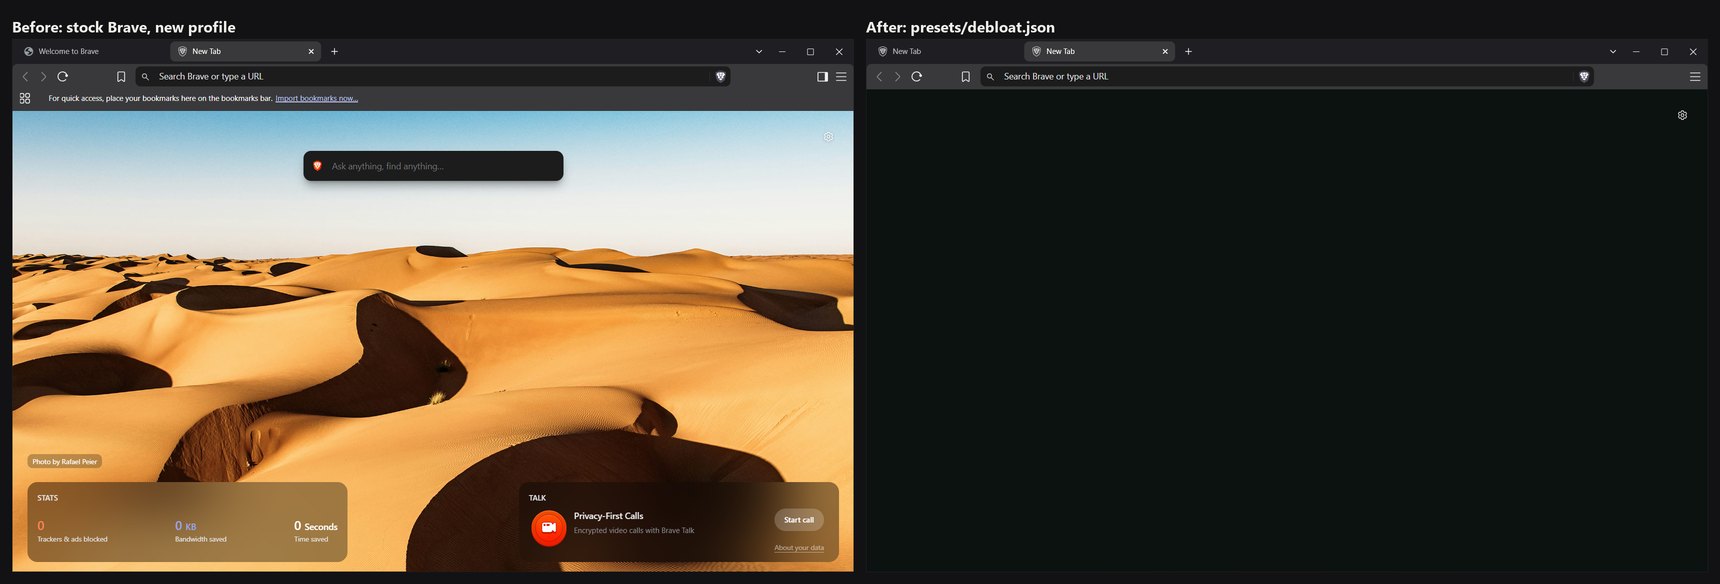 Before: stock Brave, new profile
Welcome to Brave
New Tab
Search Brave or type a URL
For quick access, place your bookmarks here on the bookmarks bar. Import bookmarks now...
Ask anything, find anything...
Photo by Rafael Peier
STATS
0
Trackers & ads blocked
0 KB
Bandwidth saved
0 Seconds
Time saved
TALK
Privacy-First Calls
Encrypted video calls with Brave Talk
Start call
About your data
After: presets/debloat.json
New Tab
New Tab
Search Brave or type a URL